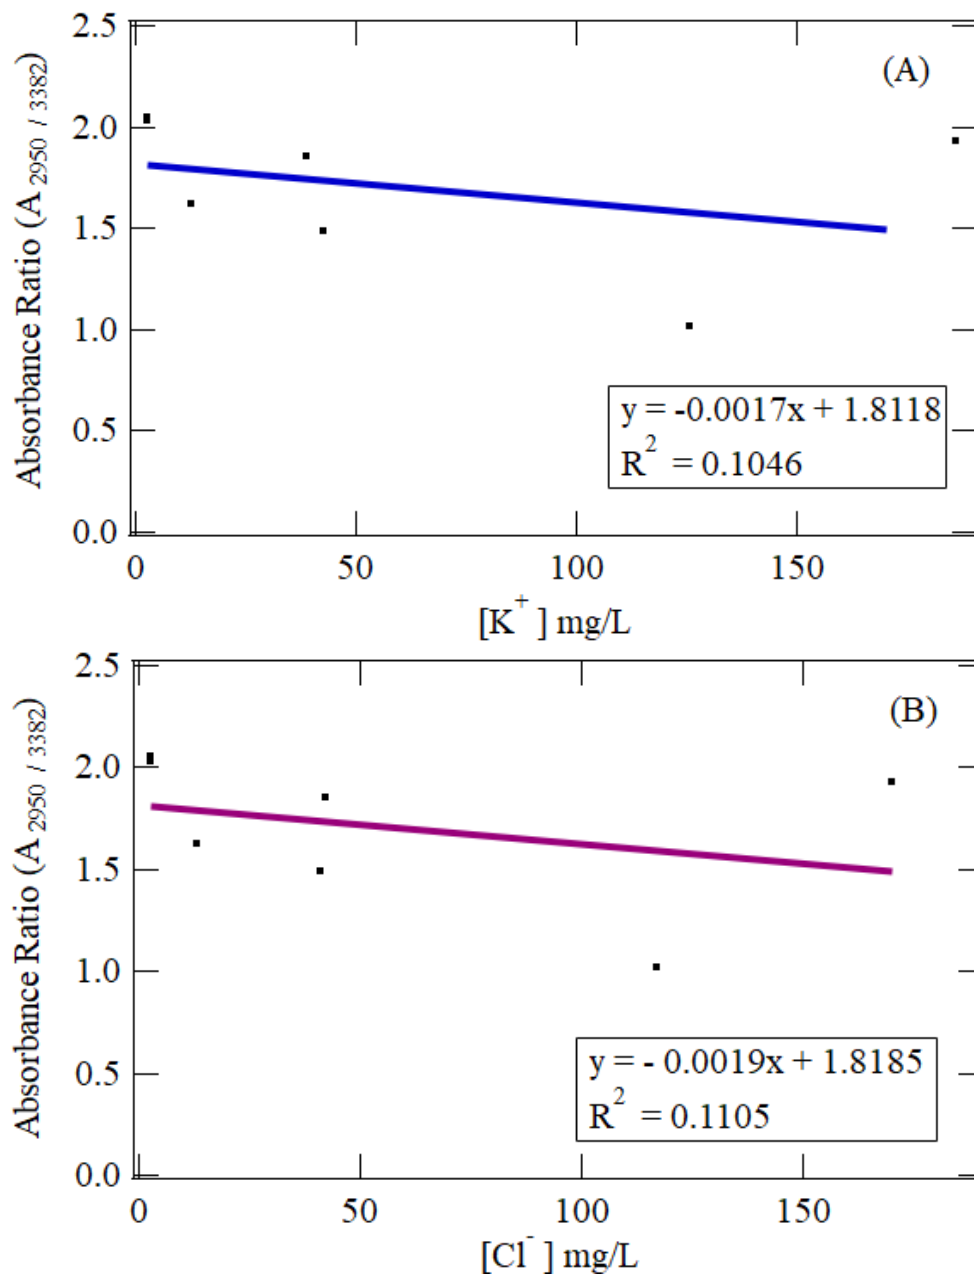 2.5
(A)
2.0
1.5
1.0
0.5
0.0
Absorbance Ratio (A 2950 / 3382)
y = -0.0017x + 1.8118
R2 = 0.1046
0 50 100 150
[K+ ] mg/L
2.5
(B)
2.0
1.5
1.0
0.5
0.0
Absorbance Ratio (A 2950 / 3382)
y = - 0.0019x + 1.8185
R2 = 0.1105
0 50 100 150
[Cl- ] mg/L